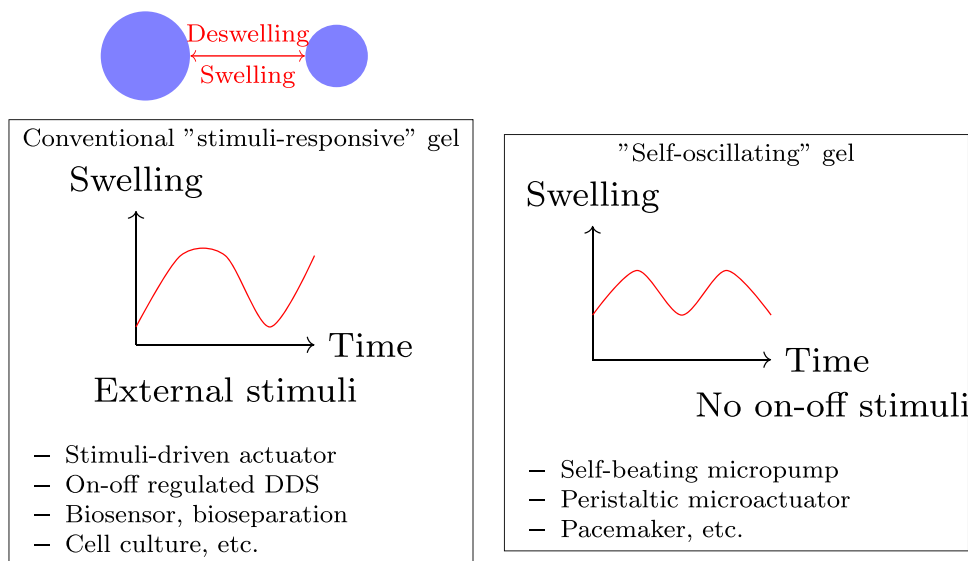 Deswelling
Swelling
Conventional ”stimuli-responsive” gel
Swelling
Time
External stimuli
– Stimuli-driven actuator
– On-off regulated DDS
– Biosensor, bioseparation
– Cell culture, etc.
”Self-oscillating” gel
Swelling
Time
No on-off stimuli
– Self-beating micropump
– Peristaltic microactuator
– Pacemaker, etc.